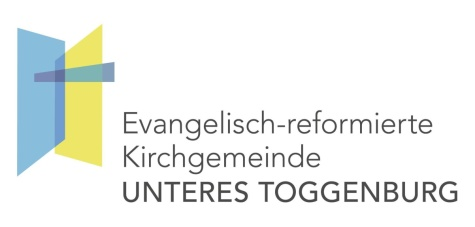 Evangelisch-reformierte
Kirchgemeinde
UNTERES TOGGENBURG